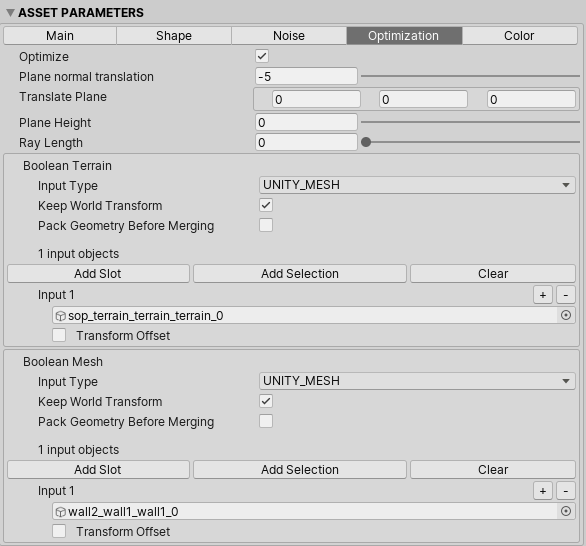 ASSET PARAMETERS
Main Shape Noise Optimization Color
Optimize
Plane normal translation -5
Translate Plane 0 0 0
Plane Height 0
Ray Length 0
Boolean Terrain
Input Type UNITY_MESH
Keep World Transform
Pack Geometry Before Merging
1 input objects
Add Slot Add Selection Clear
Input 1 + -
sop_terrain_terrain_terrain_0
Transform Offset
Boolean Mesh
Input Type UNITY_MESH
Keep World Transform
Pack Geometry Before Merging
1 input objects
Add Slot Add Selection Clear
Input 1 + -
wall2_wall1_wall1_0
Transform Offset